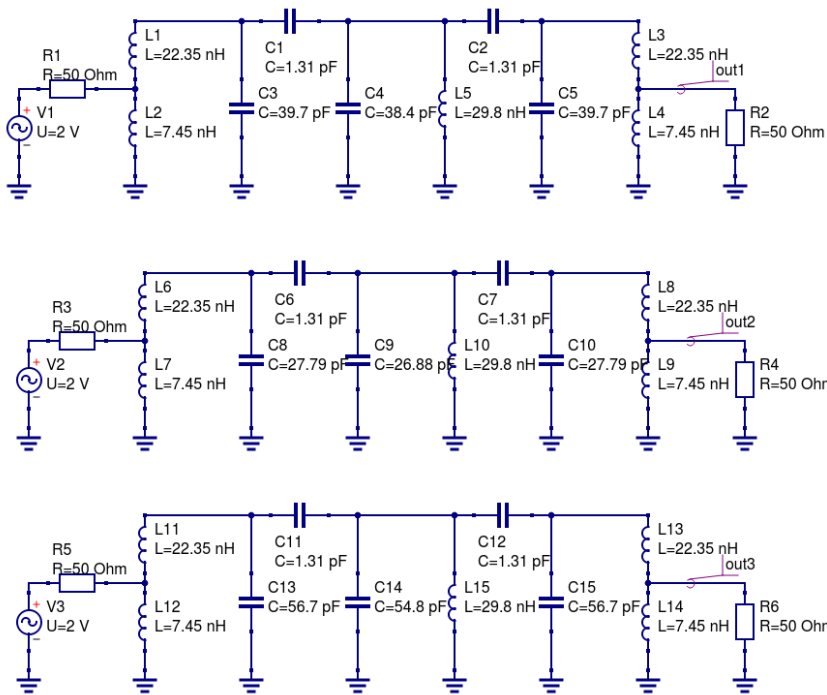 L1
L=22.35 nH
R1
R=50 Ohm
V1
U=2 V
L2
L=7.45 nH
C1
C=1.31 pF
C3
C=39.7 pF
C4
C=38.4 pF
L5
L=29.8 nH
C2
C=1.31 pF
C5
C=39.7 pF
L3
L=22.35 nH
out1
L4
L=7.45 nH
R2
R=50 Ohm
L6
L=22.35 nH
R3
R=50 Ohm
V2
U=2 V
L7
L=7.45 nH
C6
C=1.31 pF
C8
C=27.79 pF
C9
C=26.88 pF
L10
L=29.8 nH
C7
C=1.31 pF
C10
C=27.79 pF
L8
L=22.35 nH
out2
L9
L=7.45 nH
R4
R=50 Ohm
L11
L=22.35 nH
R5
R=50 Ohm
V3
U=2 V
L12
L=7.45 nH
C11
C=1.31 pF
C13
C=56.7 pF
C14
C=54.8 pF
L15
L=29.8 nH
C12
C=1.31 pF
C15
C=56.7 pF
L13
L=22.35 nH
out3
L14
L=7.45 nH
R6
R=50 Ohm